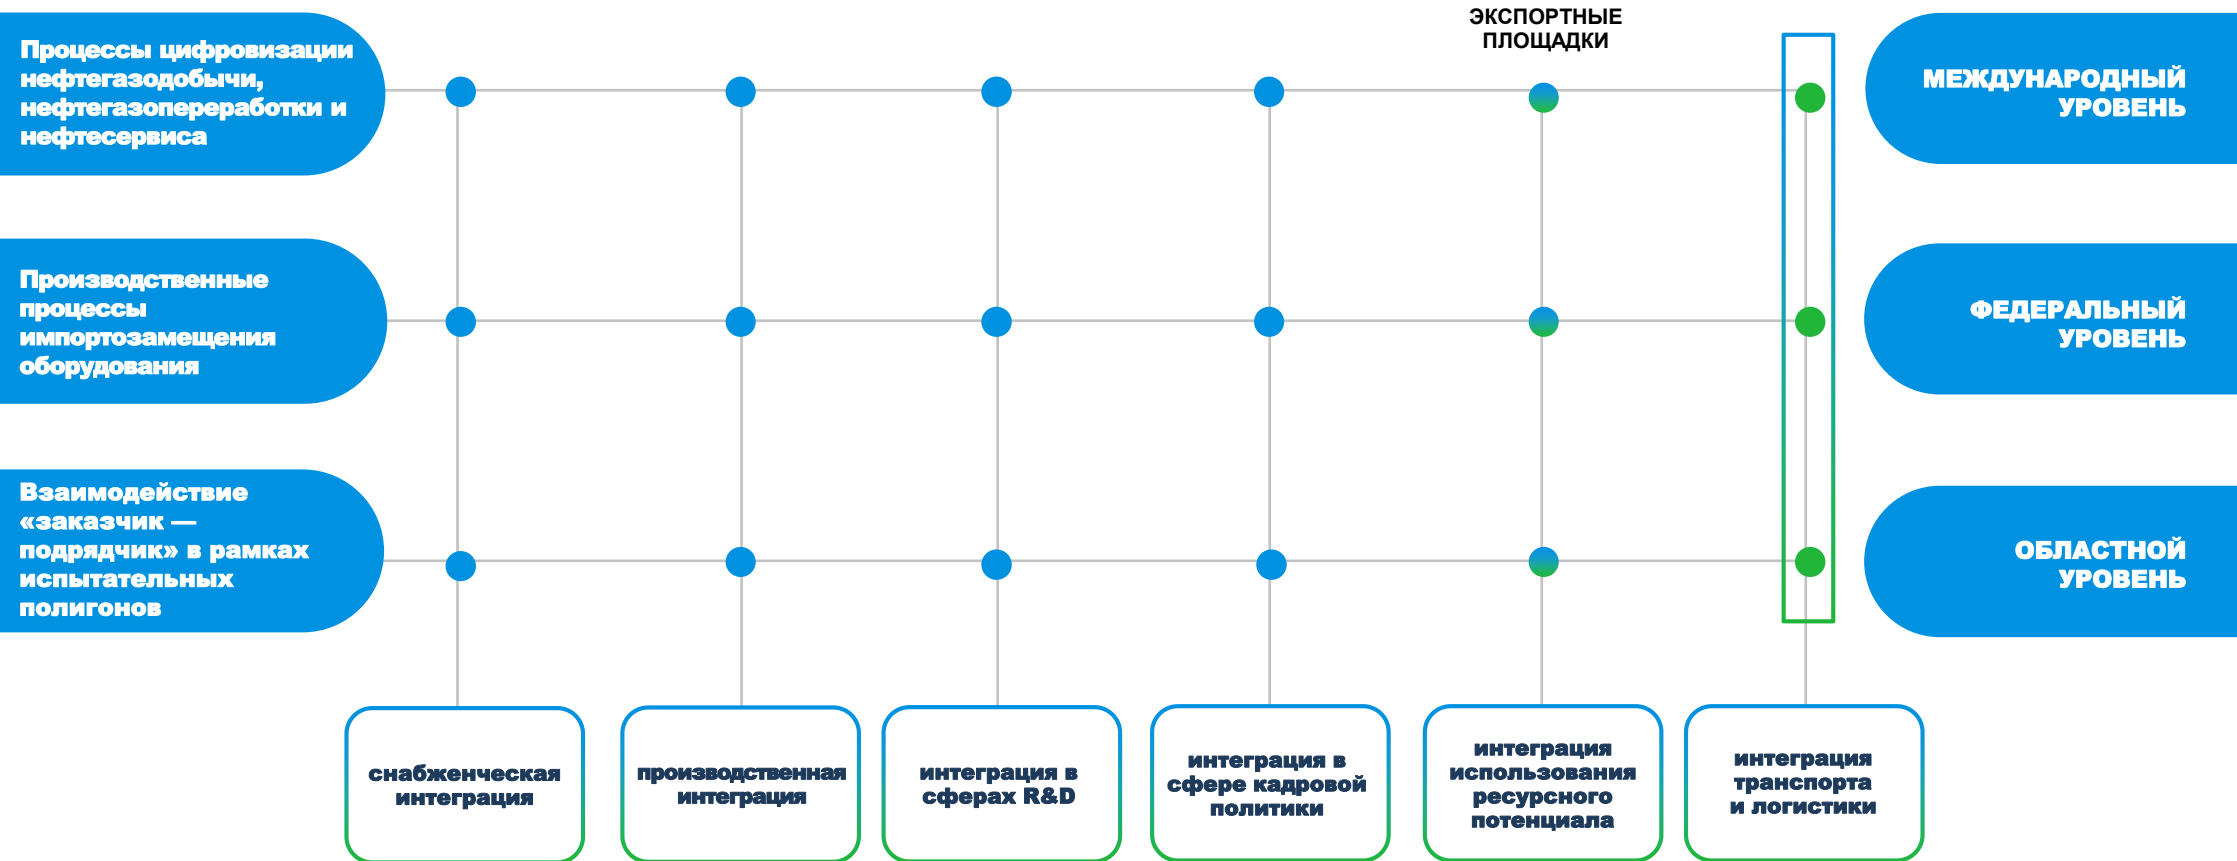 ЭКСПОРТНЫЕ
ПЛОЩАДКИ
Процессы цифровизации
нефтегазодобычи,
нефтегазопереработки и
нефтесервиса
МЕЖДУНАРОДНЫЙ
УРОВЕНЬ
Производственные
процессы
импортозамещения
оборудования
ФЕДЕРАЛЬНЫЙ
УРОВЕНЬ
Взаимодействие
«заказчик —
подрядчик» в рамках
испытательных
полигонов
ОБЛАСТНОЙ
УРОВЕНЬ
снабженческая
интеграция
производственная
интеграция
интеграция в
сферах R&D
интеграция в
сфере кадровой
политики
интеграция
использования
ресурсного
потенциала
интеграция
транспорта
и логистики